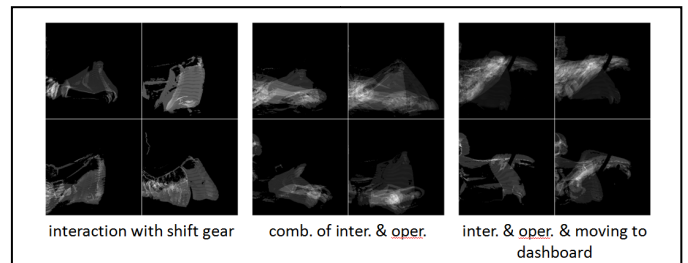 interaction with shift gear
comb. of inter. & oper.
inter. & oper. & moving to
dashboard